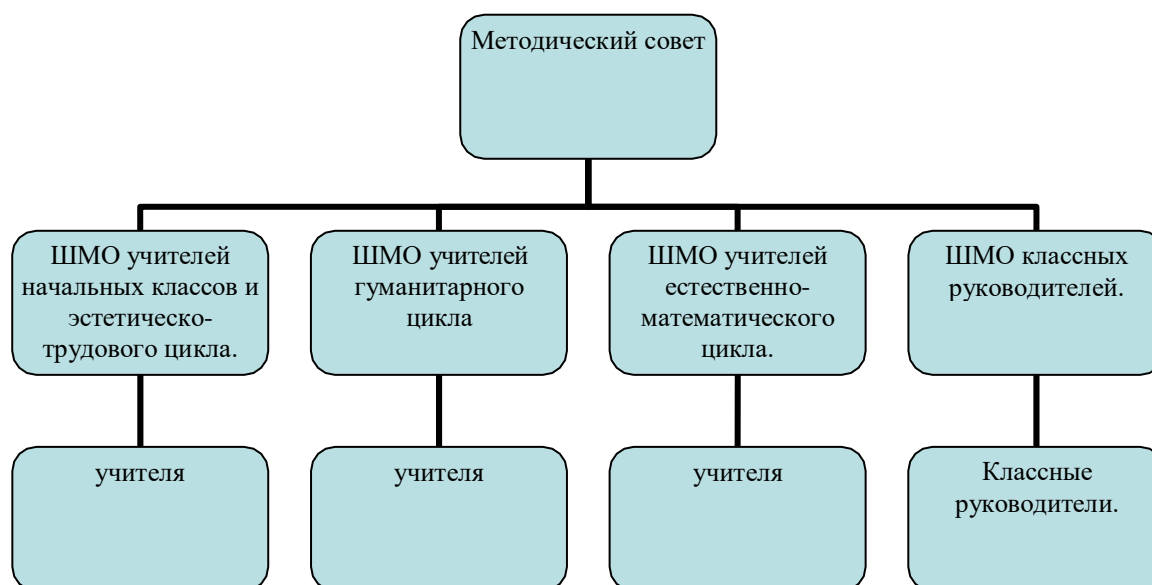 Методический совет
ШМО учителей
начальных классов и
эстетическо-
трудового цикла.
ШМО учителей
гуманитарного
цикла
ШМО учителей
естественно-
математического
цикла.
ШМО классных
руководителей.
учителя
учителя
учителя
Классные
руководители.